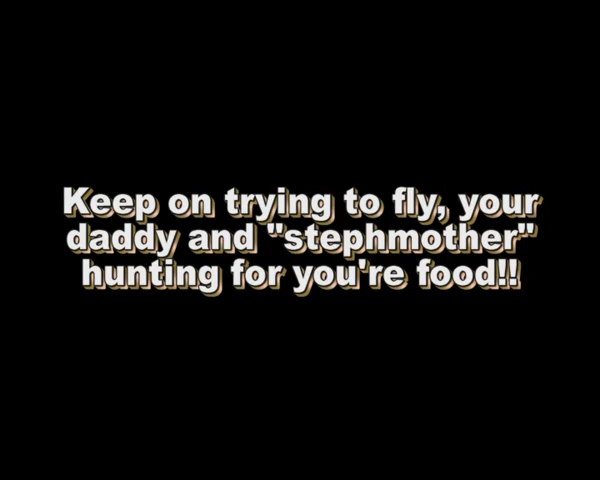 Keep on trying to fly, your
daddy and "stephmother"
hunting for you're food!!